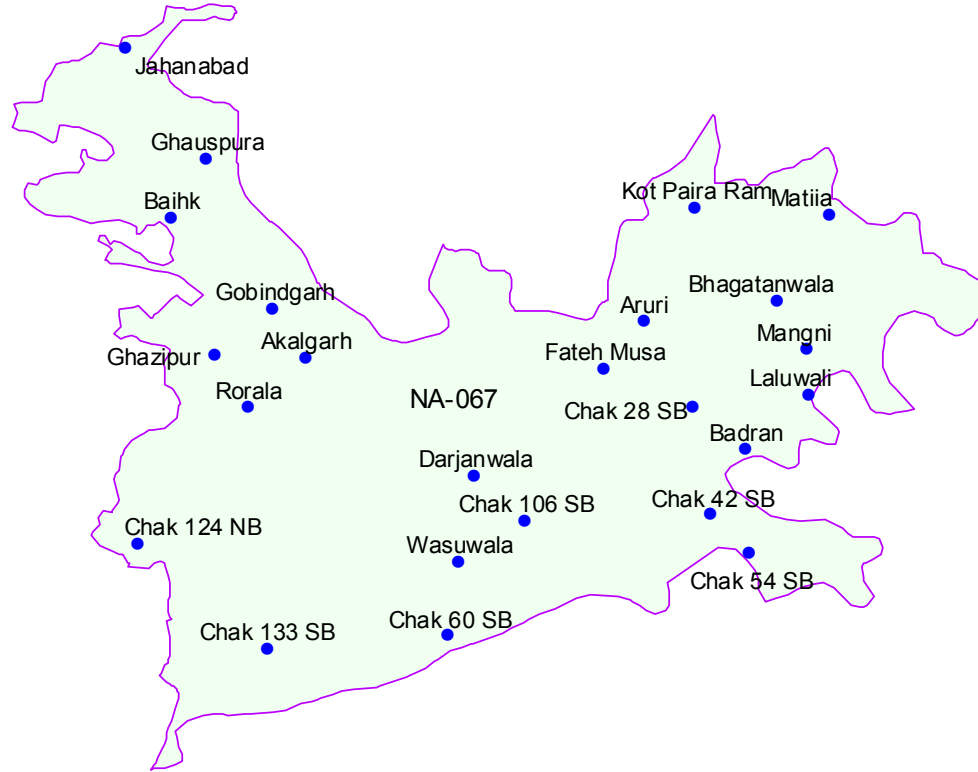 Jahanabad
Ghauspura
Baihk
Kot Paira Ram
Matiia
Gobindgarh
Bhagatanwala
Aruri
Mangni
Ghazipur
Akalgarh
Fateh Musa
Laluwali
Rorala
NA-067
Chak 28 SB
Badran
Darjanwala
Chak 106 SB
Chak 42 SB
Chak 124 NB
Wasuwala
Chak 54 SB
Chak 133 SB
Chak 60 SB